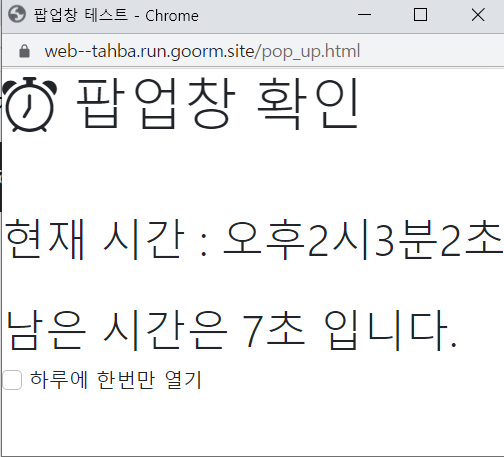 팝업창 테스트 - Chrome
web--tahba.run.goorm.site/pop_up.html
팝업창 확인
현재 시간 : 오후2시3분2초
남은 시간은 7초 입니다.
하루에 한번만 열기